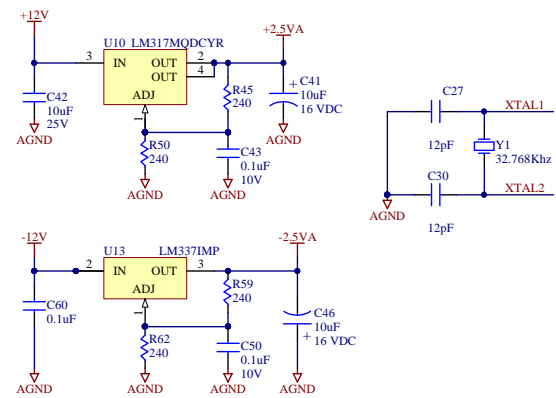 +12V
U10 LM317MQDCYR
+2.5VA
3
IN
OUT
2
OUT
4
ADJ
1
C42
10uF
25V
AGND
R45
240
C41
+
10uF
16 VDC
AGND
R50
240
AGND
C43
0.1uF
10V
AGND
C27
12pF
XTAL1
Y1
32.768Khz
C30
12pF
XTAL2
AGND
-12V
U13
LM337IMP
-2.5VA
2
IN
OUT
3
ADJ
1
C60
0.1uF
AGND
R59
240
C46
10uF
+
16 VDC
AGND
R62
240
AGND
C50
0.1uF
10V
AGND